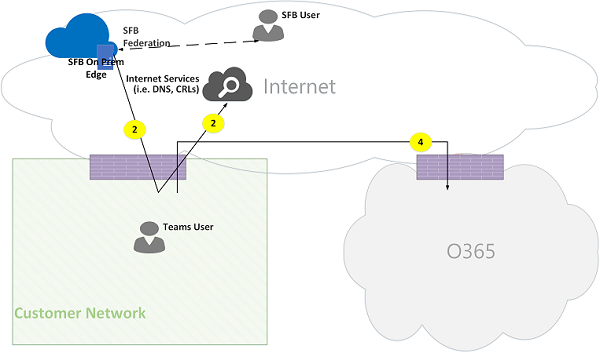 SFB User
SFB
Federation
SFB On Prem
Edge
Internet Services
(i.e. DNS, CRLs)
Internet
2
2
4
Teams User
O365
Customer Network